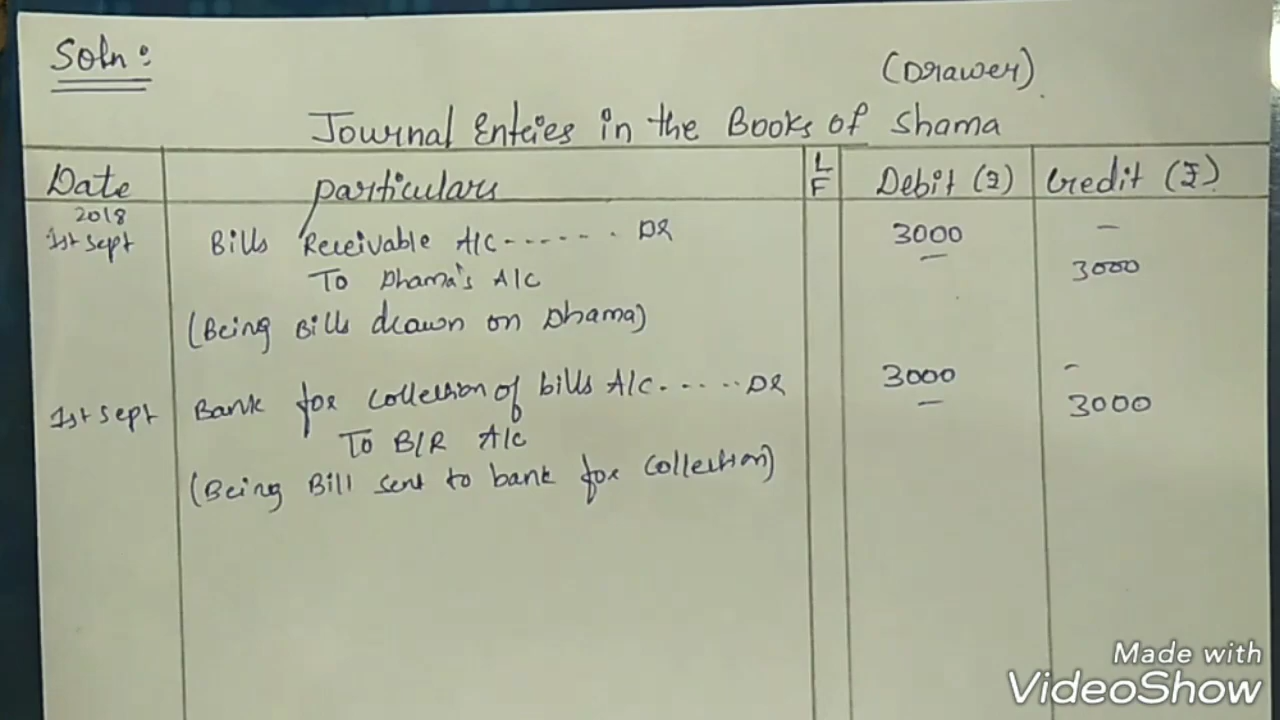 Soln:
(Drawer)
Journal Entries in the Books of Shama
Date Particulars L F Debit (₹) Credit (₹)
2018
1st Sept Bills Receivable A/C ------ DR 3000 —
To Dhama's A/C — 3000
(Being Bills drawn on Dhama)
1st Sept Bank for collection of bills A/C ------ DR 3000 -
To B/R A/C — 3000
(Being Bill sent to bank for collection)
Made with
VideoShow